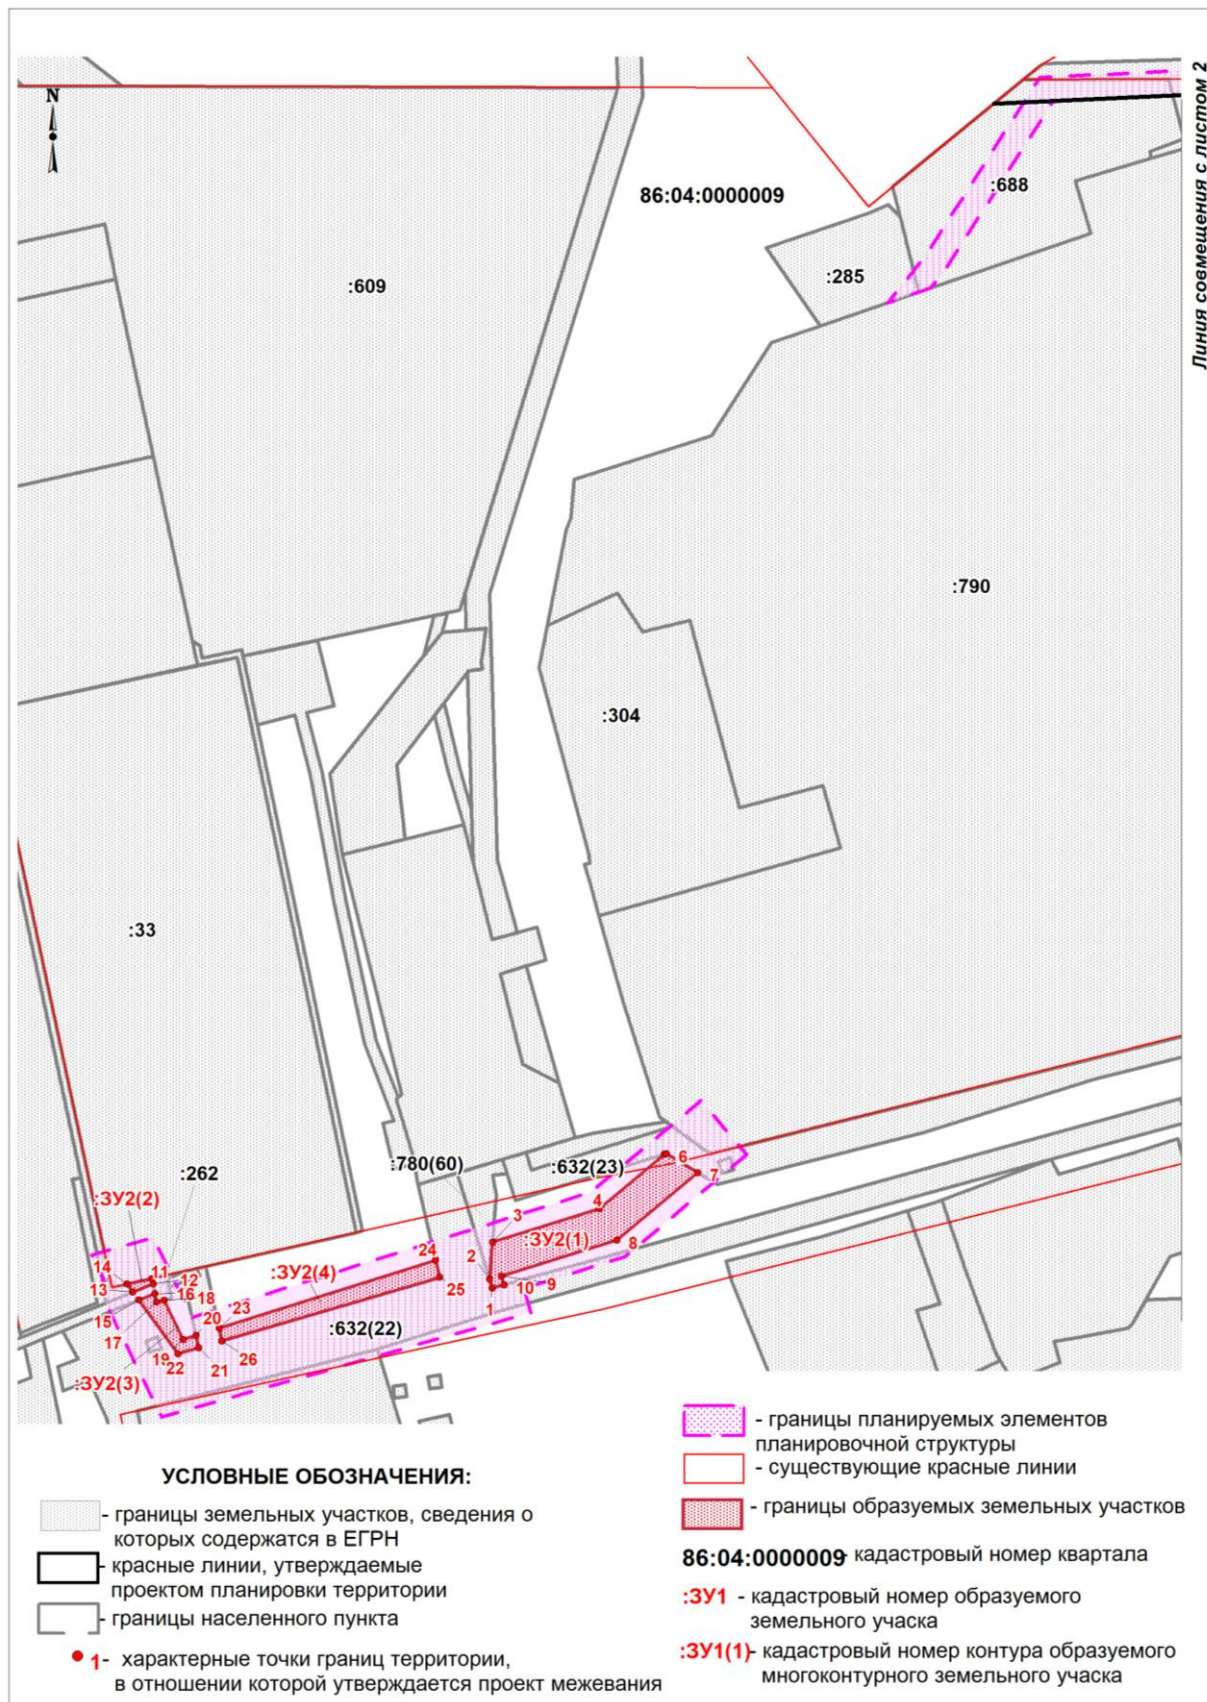 Линия совмещения с листом 2
N
86:04:0000009
:688
:285
:609
:790
:304
:33
:262
:780(60)
:632(23)
:ЗУ2(2)
6
7
4
3
:ЗУ2(1)
8
2
24
14
11
12
:ЗУ2(4)
9
13
16
25
10
18
15
1
23
20
17
:632(22)
19
22
21
26
:ЗУ2(3)
- границы планируемых элементов
планировочной структуры
- существующие красные линии
УСЛОВНЫЕ ОБОЗНАЧЕНИЯ:
- границы земельных участков, сведения о
которых содержатся в ЕГРН
- границы образуемых земельных участков
красные линии, утверждаемые
проектом планировки территории
86:04:0000009- кадастровый номер квартала
- границы населенного пункта
:ЗУ1 - кадастровый номер образуемого
земельного учаска
1- характерные точки границ территории,
в отношении которой утверждается проект межевания
:ЗУ1(1)- кадастровый номер контура образуемого
многоконтурного земельного учаска